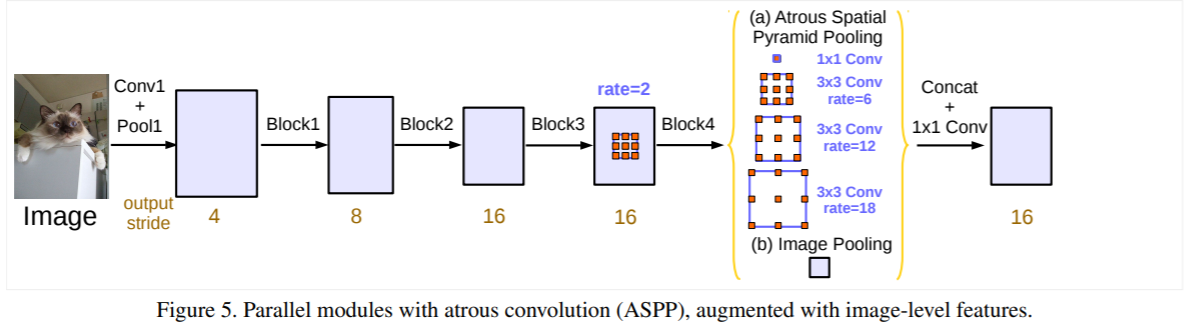 Image
Conv1
+
Pool1
output
stride
4
Block1
8
Block2
16
Block3
rate=2
16
Block4
(a) Atrous Spatial
Pyramid Pooling
1x1 Conv
3x3 Conv
rate=6
3x3 Conv
rate=12
3x3 Conv
rate=18
(b) Image Pooling
Concat
+
1x1 Conv
16
Figure 5. Parallel modules with atrous convolution (ASPP), augmented with image-level features.